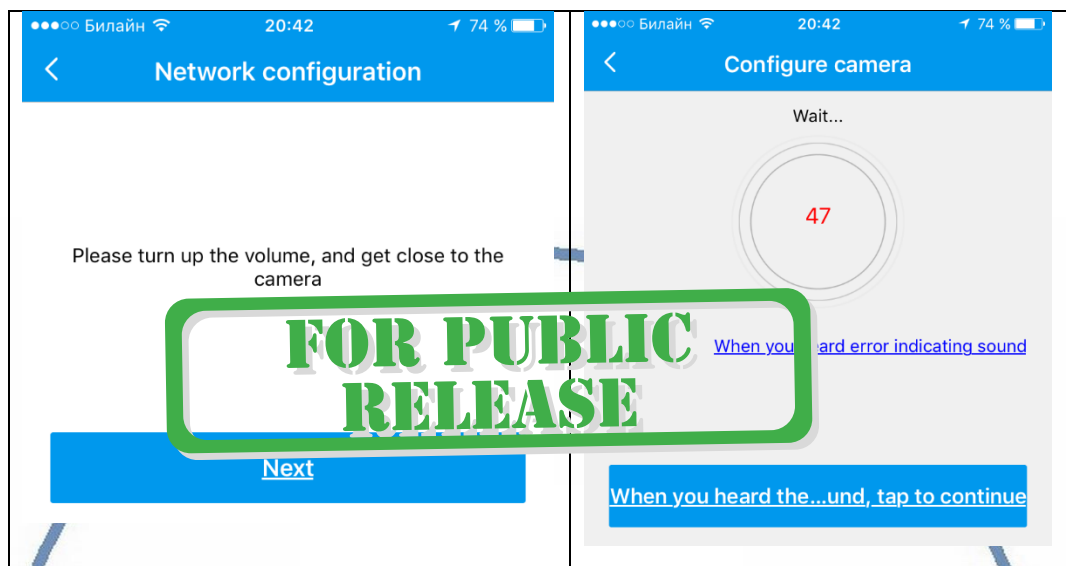 ●●●○○ Билайн 20:42 74 %
Network configuration
Please turn up the volume, and get close to the
camera
Next
●●●○○ Билайн 20:42 74 %
Configure camera
Wait...
47
When you heard error indicating sound
When you heard the...und, tap to continue
FOR PUBLIC
RELEASE